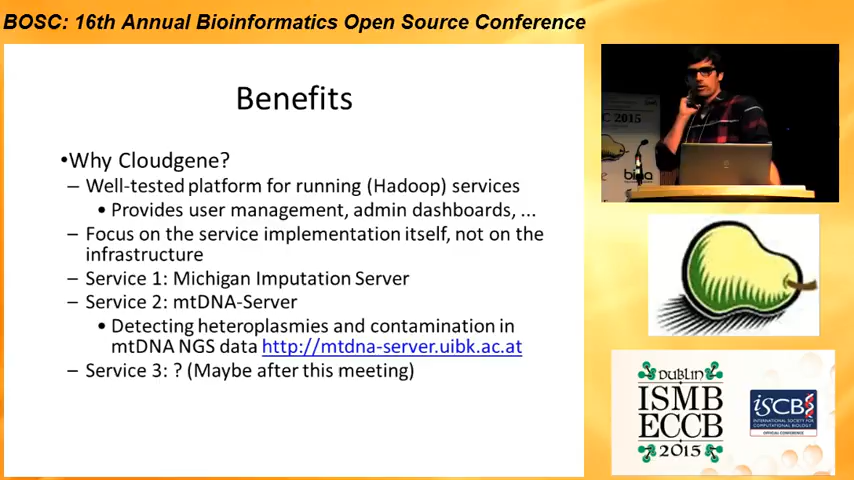 BOSC: 16th Annual Bioinformatics Open Source Conference
Benefits
•Why Cloudgene?
– Well-tested platform for running (Hadoop) services
• Provides user management, admin dashboards, ...
– Focus on the service implementation itself, not on the
infrastructure
– Service 1: Michigan Imputation Server
– Service 2: mtDNA-Server
• Detecting heteroplasmies and contamination in
mtDNA NGS data http://mtdna-server.uibk.ac.at
– Service 3: ? (Maybe after this meeting)
C 2015
DUBLIN
ISMB
ECCB
2015
iSCB
INTERNATIONAL SOCIETY FOR
COMPUTATIONAL BIOLOGY
OFFICIAL CONFERENCE